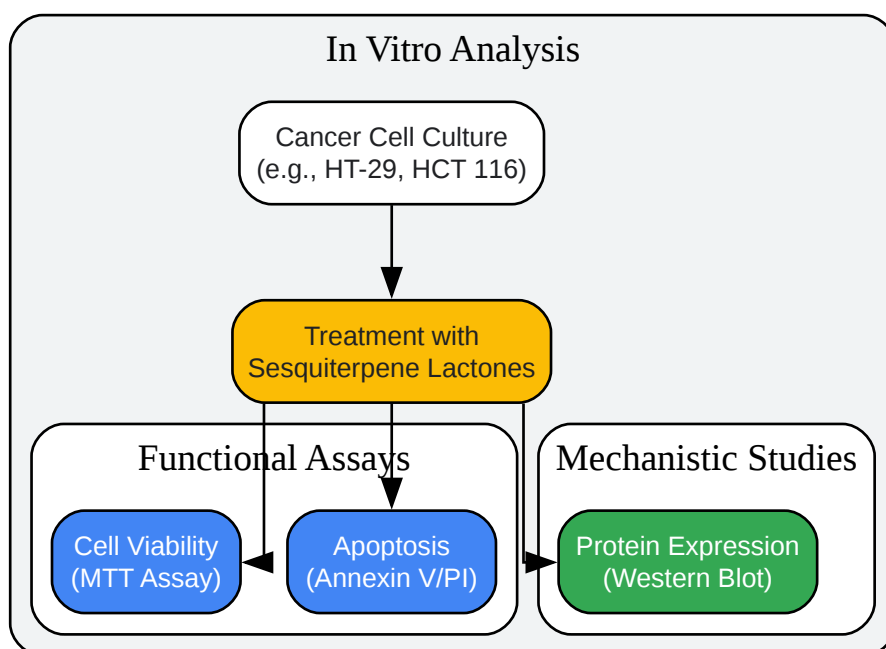 In Vitro Analysis
Cancer Cell Culture
(e.g., HT-29, HCT 116)
Treatment with
Sesquiterpene Lactones
Functional Assays
Cell Viability
(MTT Assay)
Apoptosis
(Annexin V/PI)
Mechanistic Studies
Protein Expression
(Western Blot)